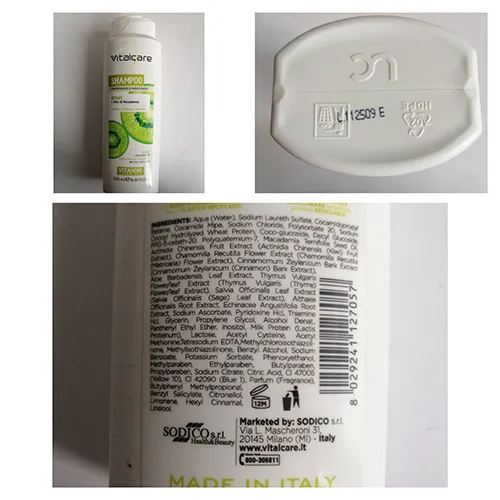 Vitalcare
SHAMPOO
KIWI
+ Olio di Macadamia
VITAMINE
L112509 E
2
HDPE
INGREDIENTS: Aqua (Water), Sodium Laureth Sulfate, Cocamidopropyl
Betaine, Cocamide Mipa, Sodium Chloride, Polysorbate 20, Sodium
Cocoyl Hydrolyzed Wheat Protein, Coco-glucoside, Decyl Glucoside,
PPG-5-ceteth-20, Polyquaternium-7, Macadamia Ternifolia Seed Oil,
Actinidia Chinensis Fruit Extract (Actinidia Chinensis (Kiwi) Fruit
Extract), Chamomilla Recutita Flower Extract (Chamomilla Recutita
(Matricaria) Flower Extract), Cinnamomum Zeylanicum Bark Extract
(Cinnamomum Zeylanicum (Cinnamon) Bark Extract),
Aloe Barbadensis Leaf Extract, Thymus Vulgaris
Flower/leaf Extract (Thymus Vulgaris (Thyme)
Flower/leaf Extract), Salvia Officinalis Leaf Extract
(Salvia Officinalis (Sage) Leaf Extract), Althaea
Officinalis Root Extract, Echinacea Angustifolia Root
Extract, Sodium Ascorbate, Pyridoxine Hcl, Thiamine
Hcl, Glycerin, Propylene Glycol, Alcohol Denat.,
Panthenyl Ethyl Ether, Inositol, Milk Protein (Lactis
Proteinum), Lactose, Acetyl Cysteine, Acetyl
Methionine, Tetrasodium EDTA, Methylchloroisothiazoli-
none, Methylisothiazolinone, Benzyl Alcohol, Sodium
Benzoate, Potassium Sorbate, Phenoxyethanol,
Methylparaben, Ethylparaben, Butylparaben,
Propylparaben, Sodium Citrate, Citric Acid, CI 47005
(Yellow 10), CI 42090 (Blue 1), Parfum (Fragrance),
Butylphenyl Methylpropional,
Benzyl Salicylate, Citronellol,
Limonene, Hexyl Cinnamal,
Linalool.
12M
8 029241 127057
SODICO s.r.l.
Health&Beauty
Marketed by: SODICO s.r.l.
Via L. Mascheroni 31,
20145 Milano (MI) - Italy
www.vitalcare.it
800-306811
MADE IN ITALY